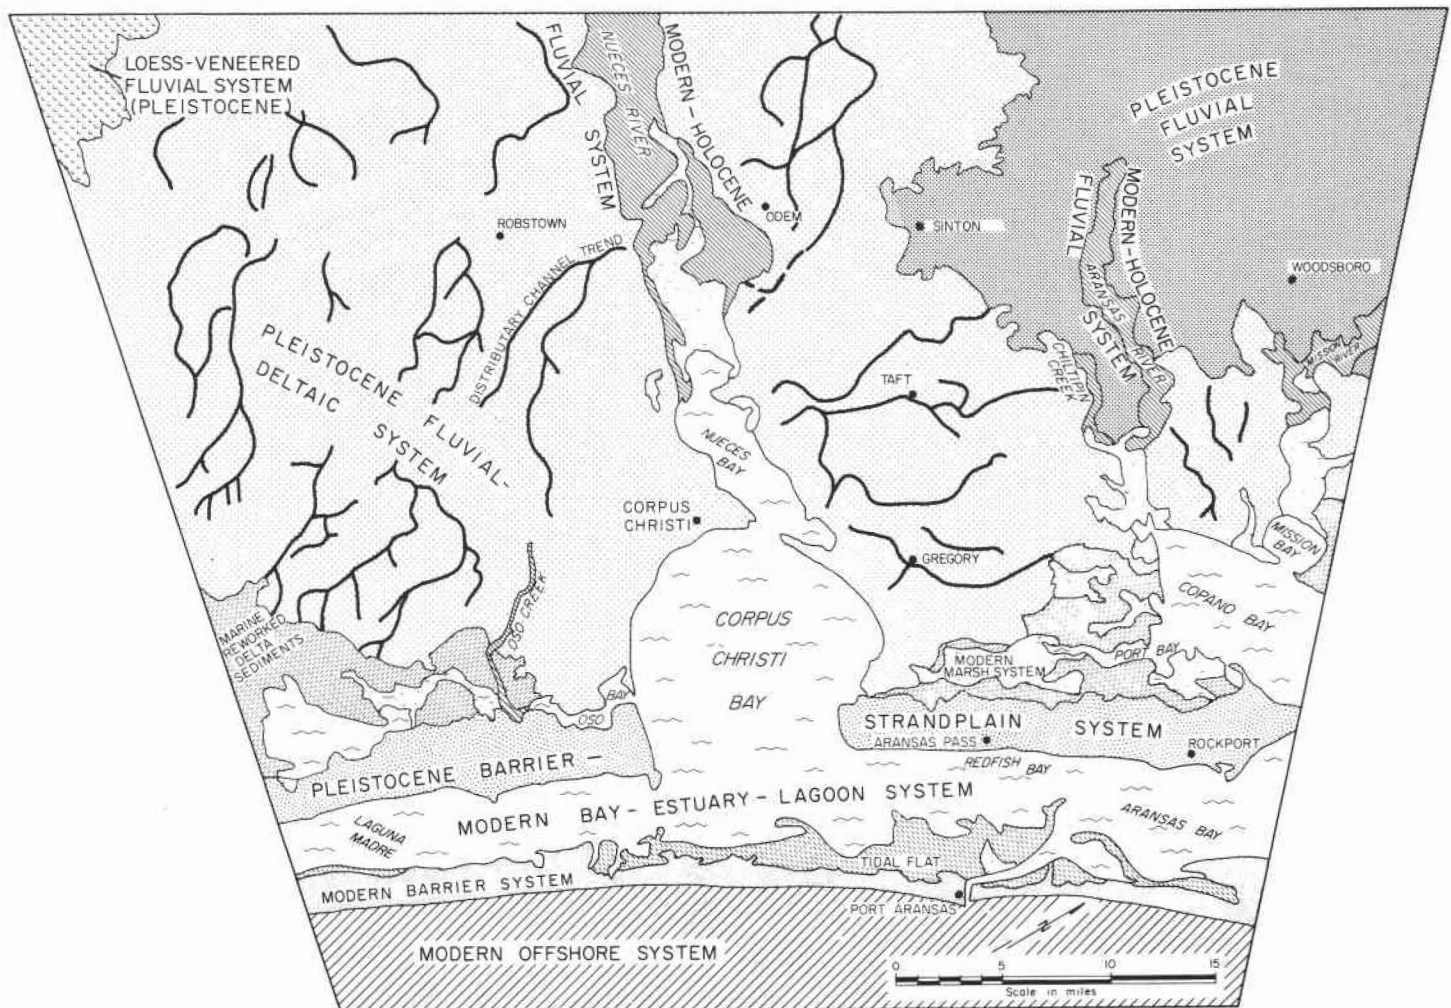 LOESS-VENEERED
FLUVIAL SYSTEM
(PLEISTOCENE)
FLUVIAL SYSTEM
NUECES RIVER
MODERN-HOLOCENE
PLEISTOCENE
FLUVIAL
SYSTEM
ROBSTOWN
ODEM
SINTON
WOODSBORO
FLUVIAL SYSTEM
MODERN-HOLOCENE
ARANSAS RIVER
CHILTIPIN CREEK
MISSION RIVER
DISTRIBUTARY CHANNEL TREND
PLEISTOCENE FLUVIAL-
DELTAIC SYSTEM
TAFT
NUECES
BAY
CORPUS
CHRISTI
GREGORY
MISSION
BAY
OSO CREEK
COPANO BAY
CORPUS
CHRISTI
BAY
MARINE
REWORKED
DELTA
SEDIMENTS
PORT BAY
MODERN
MARSH SYSTEM
OSO BAY
STRANDPLAIN SYSTEM
ARANSAS PASS
ROCKPORT
PLEISTOCENE BARRIER-
REDFISH BAY
MODERN BAY-ESTUARY-LAGOON SYSTEM
LAGUNA
MADRE
ARANSAS BAY
TIDAL FLAT
MODERN BARRIER SYSTEM
PORT ARANSAS
N
MODERN OFFSHORE SYSTEM
0 5 10 15
Scale in miles